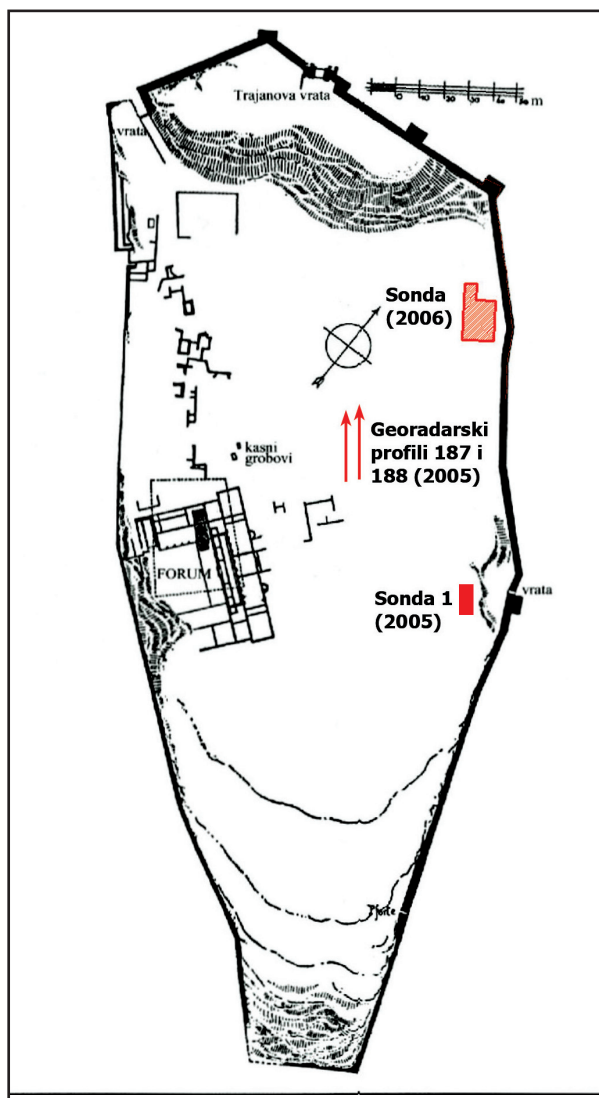 Trajanova vrata
m
vrata
Sonda
(2006)
Georadarski
profili 187 i
188 (2005)
kasni
grobovi
FORUM
Sonda 1
(2005)
vrata